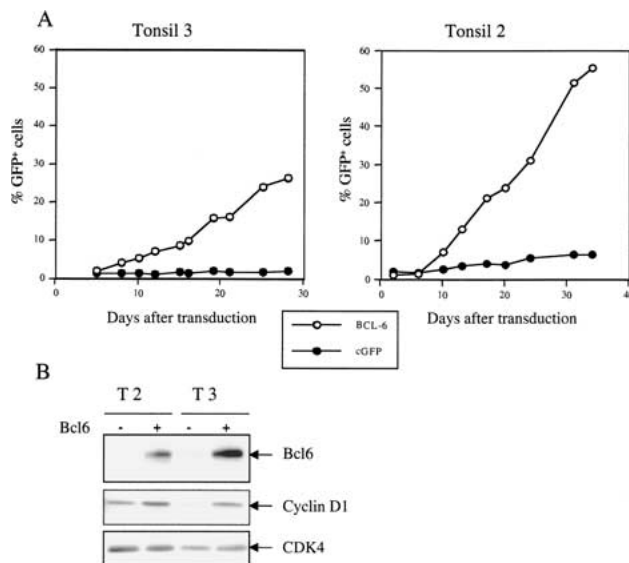 A
Tonsil 3
Tonsil 2
60
50
40
30
20
10
0
% GFP+ cells
0 10 20 30
Days after transduction
60
50
40
30
20
10
0
% GFP+ cells
0 10 20 30 40
Days after transduction
BCL-6
cGFP
B
T 2 T 3
Bcl6 - + - +
Bcl6
Cyclin D1
CDK4